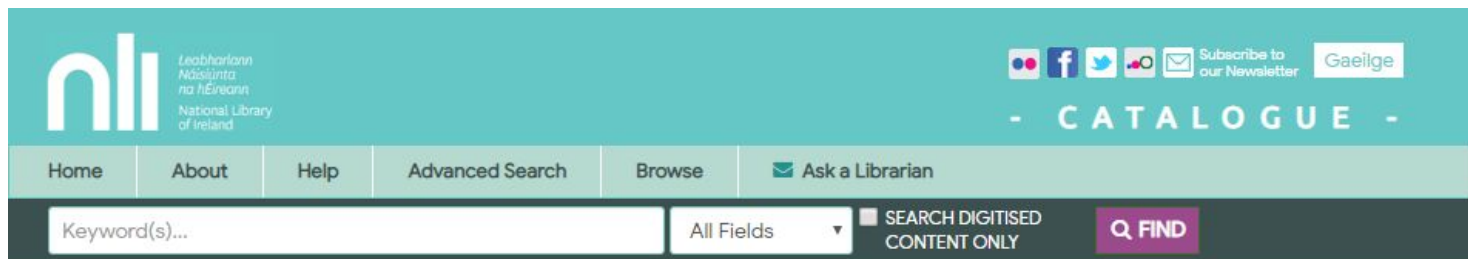 nli
Leabharlann
Náisiúnta
na hÉireann
National Library
of Ireland
Subscribe to
our Newsletter
Gaeilge
- CATALOGUE -
Home About Help Advanced Search Browse Ask a Librarian
Keyword(s)... All Fields SEARCH DIGITISED
CONTENT ONLY FIND